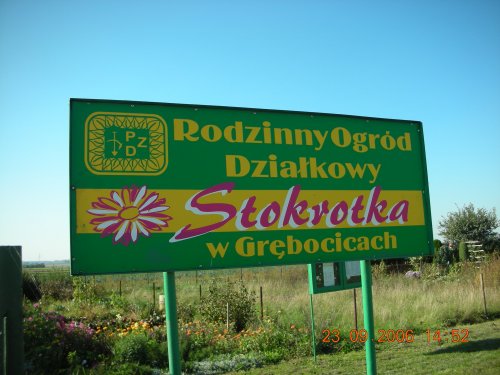 PZD
Rodzinny Ogród
Działkowy
Stokrotka
w Grębocicach
23 09 2006 14:52